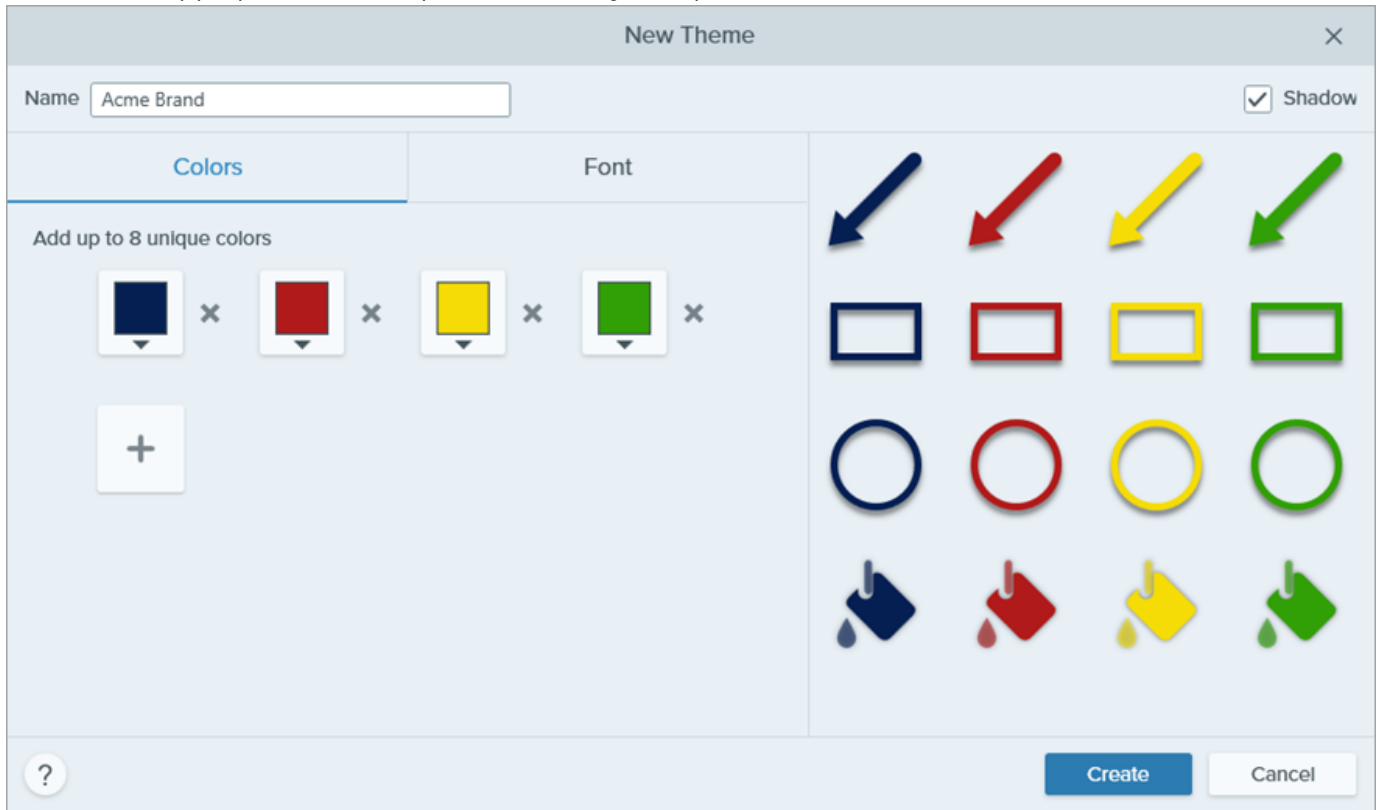 New Theme
Name Acme Brand Shadow
Colors Font
Add up to 8 unique colors
? Create Cancel